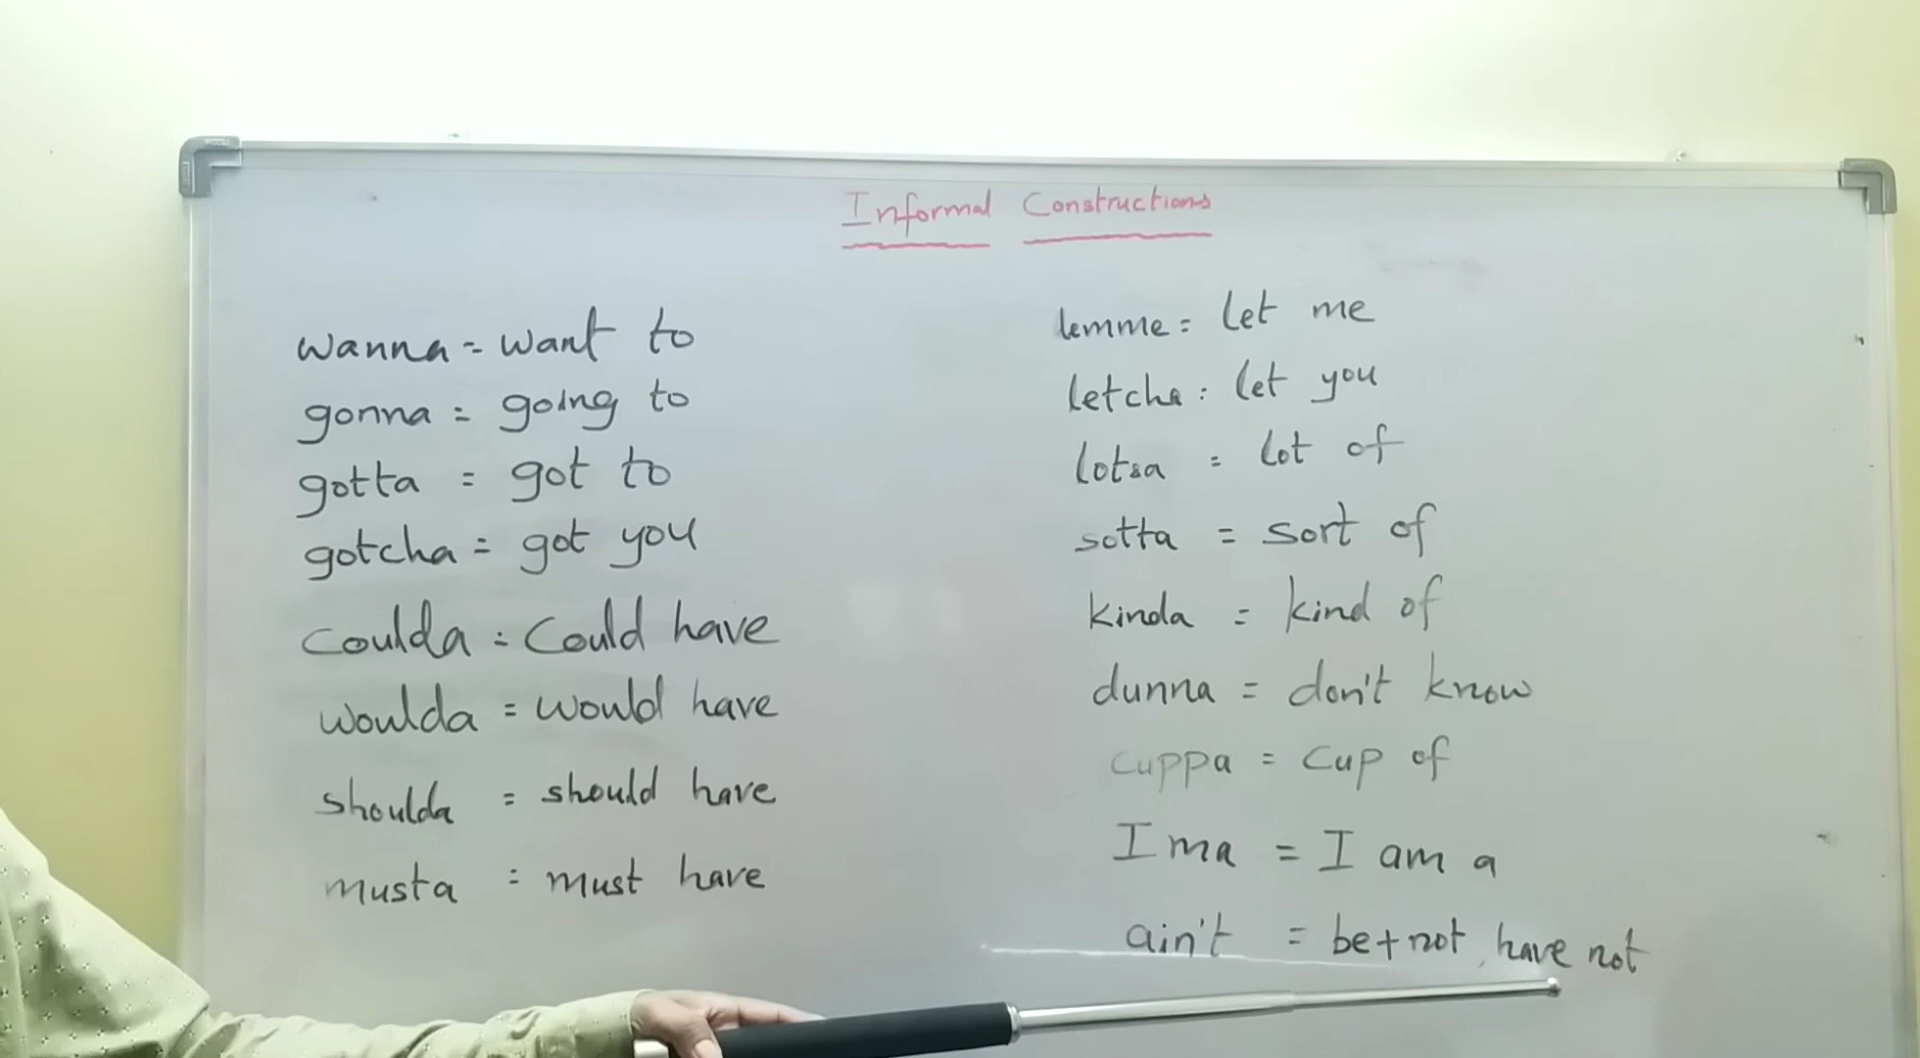 Informal Constructions
wanna = want to
gonna = going to
gotta = got to
gotcha = got you
Coulda = Could have
woulda = would have
shoulda = should have
musta = must have
lemme = let me
letcha = let you
lotsa = lot of
sotta = sort of
kinda = kind of
dunna = don't know
cuppa = cup of
Ima = I am a
ain't = be+not, have not